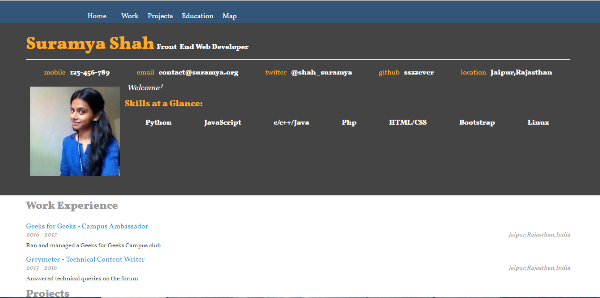 Home Work Projects Education Map
Suramya Shah Front End Web Developer
mobile 125-456-789 email contact@suramya.org twitter @shah_suramya github sszzever location Jaipur,Rajasthan
Welcome!
Skills at a Glance:
Python JavaScript c/c++/Java Php HTML/CSS Bootstrap Linux
Work Experience
Geeks for Geeks - Campus Ambassador
2016 - 2017 Jaipur,Rajasthan,India
Ran and managed a Geeks for Geeks Campus club
Greymeter - Technical Content Writer
2015 - 2016 Jaipur,Rajasthan,India
Answered technical queries on the forum
Projects